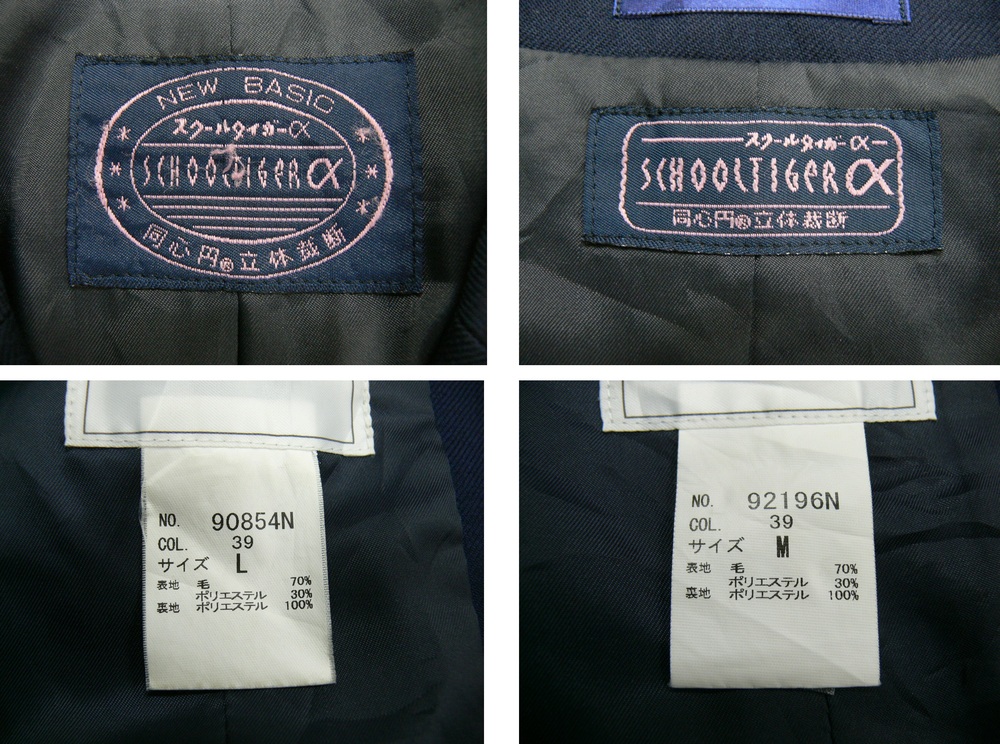 NEW BASIC
スクールタイガーα
SCHOOLTIGER α
同心円®立体裁断
スクールタイガーα
SCHOOLTIGER α
同心円®立体裁断
NO. 90854N
COL. 39
サイズ L
表地 毛 70%
ポリエステル 30%
裏地 ポリエステル 100%
NO. 92196N
COL. 39
サイズ M
表地 毛 70%
ポリエステル 30%
裏地 ポリエステル 100%